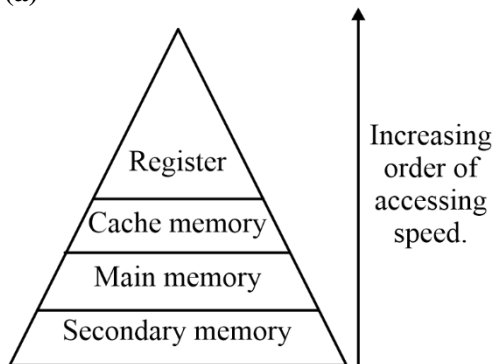 Register
Cache memory
Main memory
Secondary memory
Increasing
order of
accessing
speed.